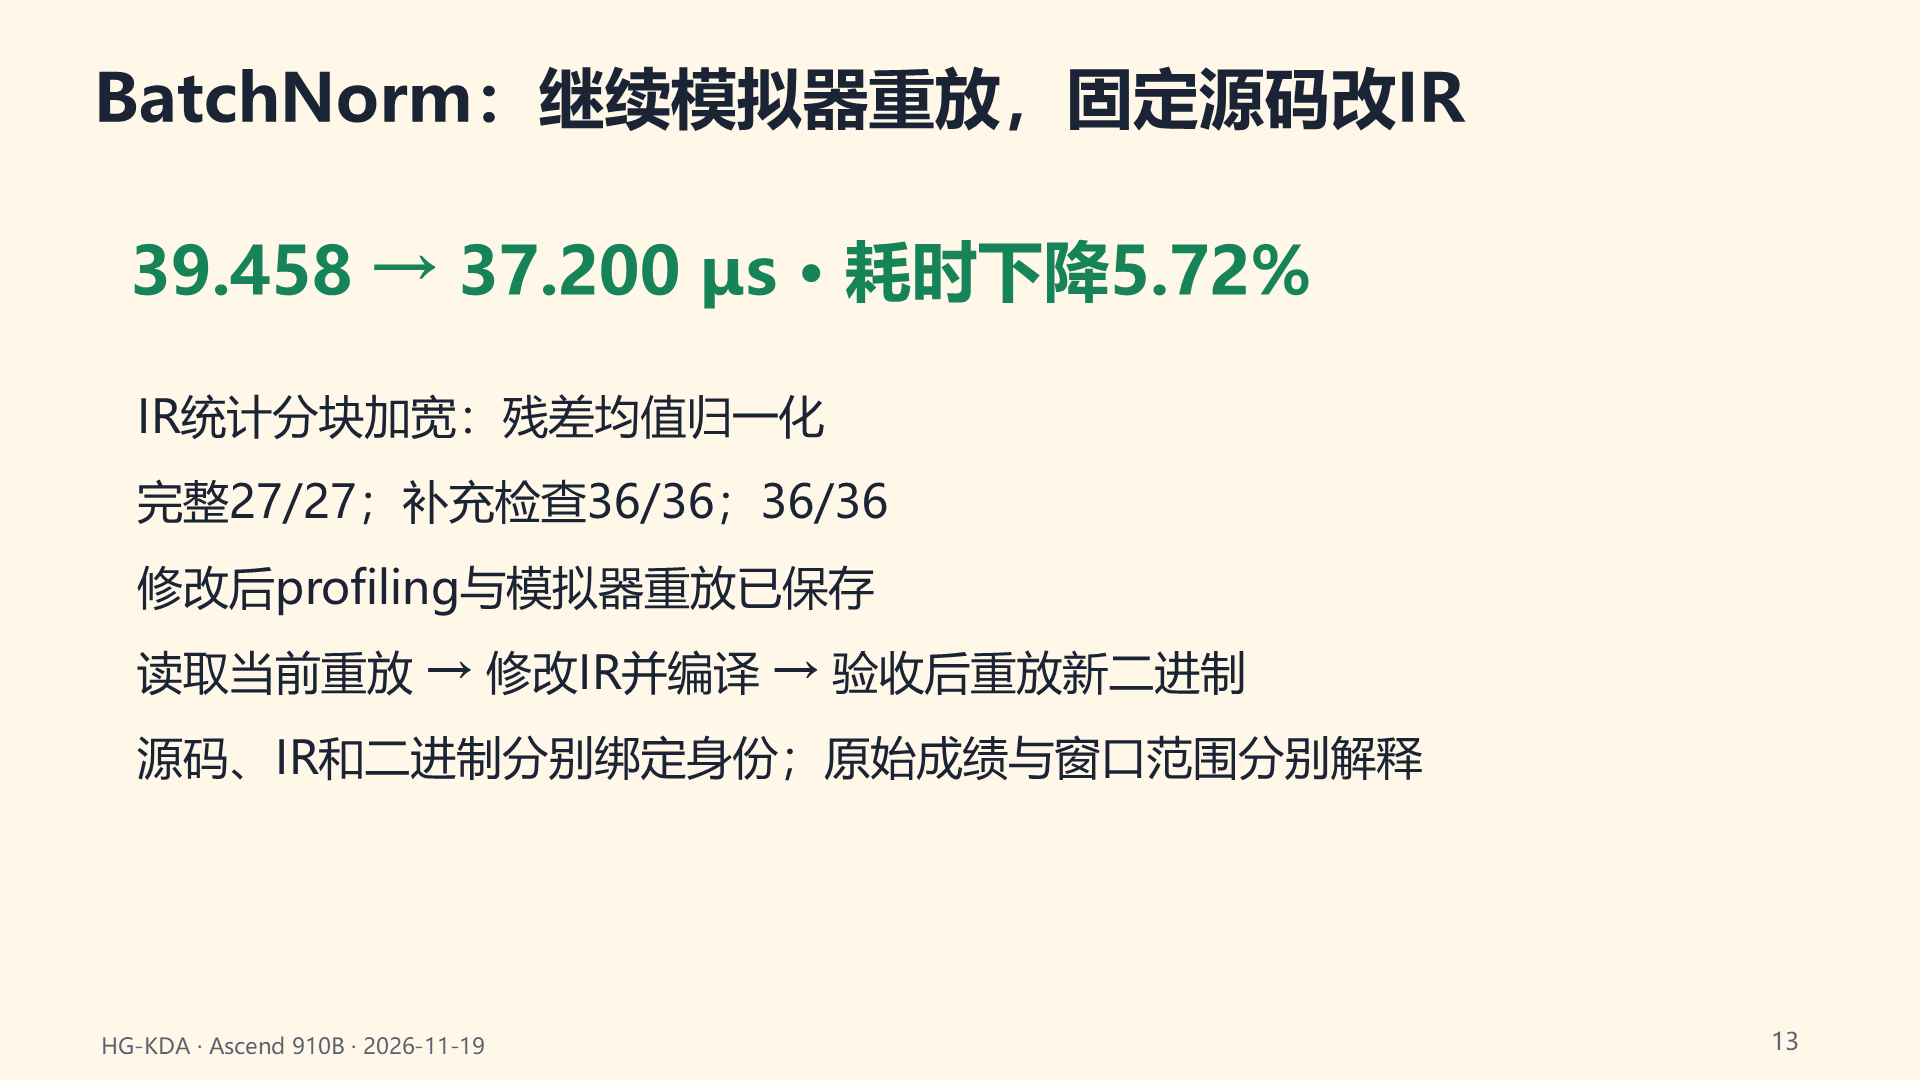 BatchNorm：继续模拟器重放，固定源码改IR
39.458 → 37.200 μs · 耗时下降5.72%
IR统计分块加宽：残差均值归一化
完整27/27；补充检查36/36；36/36
修改后profiling与模拟器重放已保存
读取当前重放 → 修改IR并编译 → 验收后重放新二进制
源码、IR和二进制分别绑定身份；原始成绩与窗口范围分别解释
HG-KDA · Ascend 910B · 2026-11-19
13